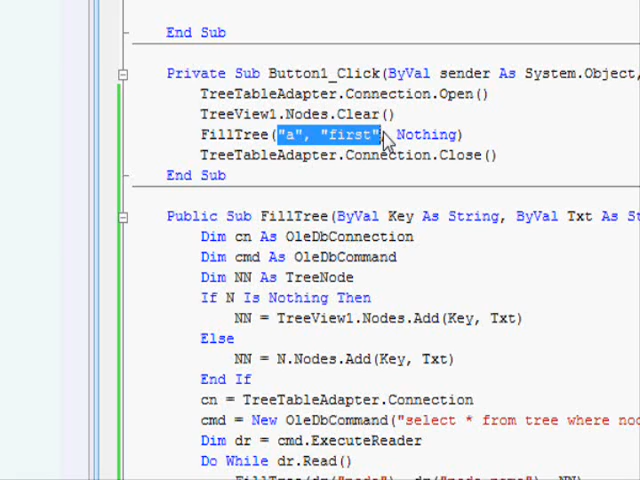 End Sub
Private Sub Button1_Click(ByVal sender As System.Object,
TreeTableAdapter.Connection.Open()
TreeView1.Nodes.Clear()
FillTree("a", "first", Nothing)
TreeTableAdapter.Connection.Close()
End Sub
Public Sub FillTree(ByVal Key As String, ByVal Txt As St
Dim cn As OleDbConnection
Dim cmd As OleDbCommand
Dim NN As TreeNode
If N Is Nothing Then
NN = TreeView1.Nodes.Add(Key, Txt)
Else
NN = N.Nodes.Add(Key, Txt)
End If
cn = TreeTableAdapter.Connection
cmd = New OleDbCommand("select * from tree where nod
Dim dr = cmd.ExecuteReader
Do While dr.Read()